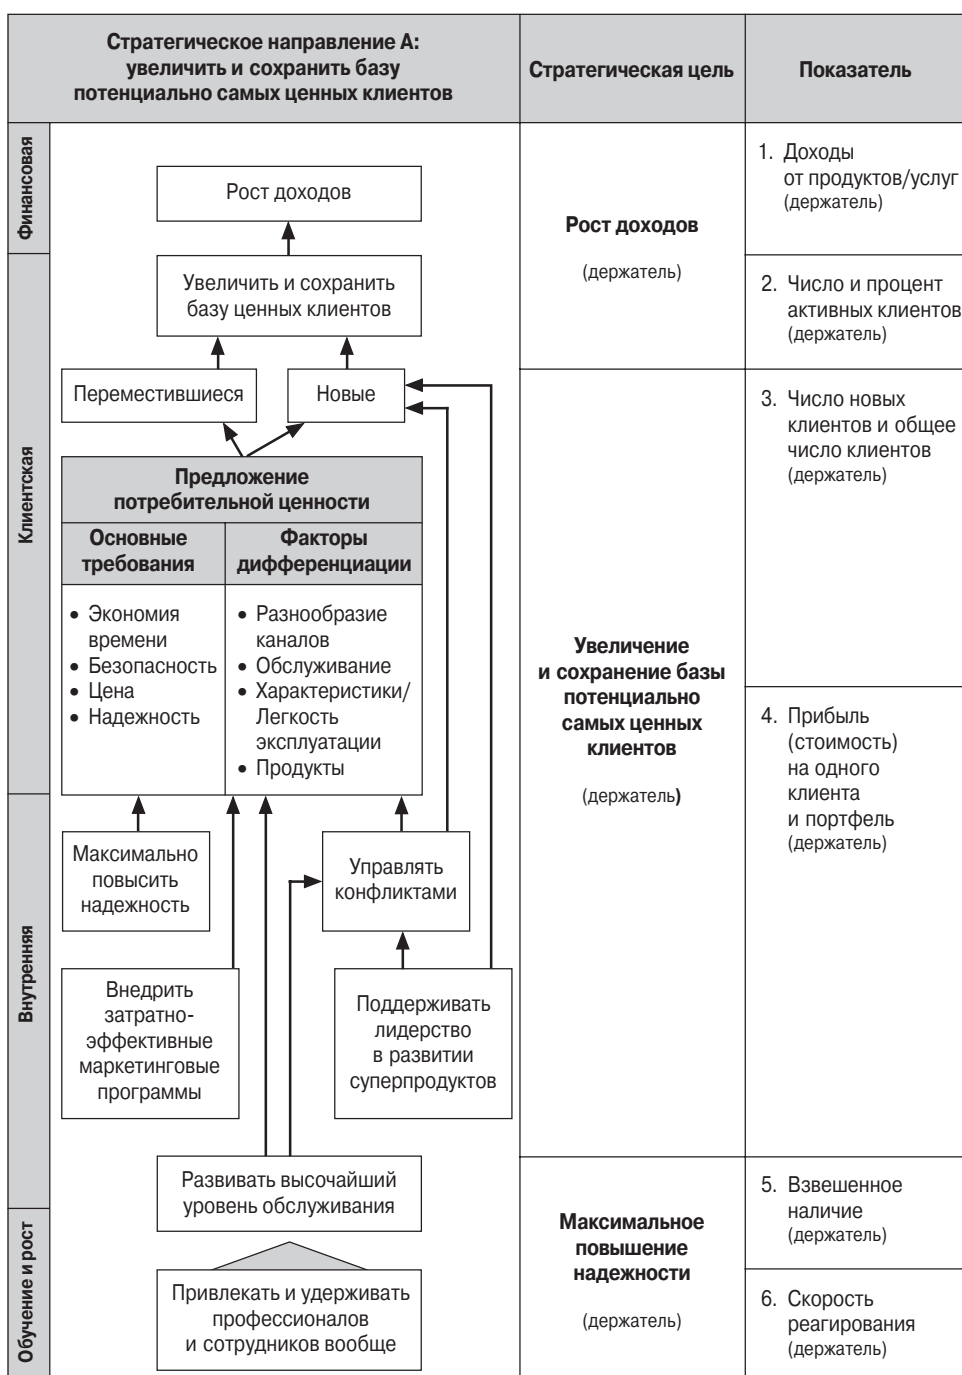 Стратегическое направление А:
увеличить и сохранить базу
потенциально самых ценных клиентов
Стратегическая цель
Показатель
Финансовая
Рост доходов
Клиентская
Увеличить и сохранить
базу ценных клиентов
Переместившиеся
Новые
Предложение
потребительной ценности
Основные
требования
• Экономия
времени
• Безопасность
• Цена
• Надежность
Факторы
дифференциации
• Разнообразие
каналов
• Обслуживание
• Характеристики/
Легкость
эксплуатации
• Продукты
Внутренняя
Максимально
повысить
надежность
Управлять
конфликтами
Внедрить
затратно-
эффективные
маркетинговые
программы
Поддерживать
лидерство
в развитии
суперпродуктов
Развивать высочайший
уровень обслуживания
Обучение и рост
Привлекать и удерживать
профессионалов
и сотрудников вообще
Рост доходов
(держатель)
Увеличение
и сохранение базы
потенциально
самых ценных
клиентов
(держатель)
Максимальное
повышение
надежности
(держатель)
1. Доходы
от продуктов/услуг
(держатель)
2. Число и процент
активных клиентов
(держатель)
3. Число новых
клиентов и общее
число клиентов
(держатель)
4. Прибыль
(стоимость)
на одного
клиента
и портфель
(держатель)
5. Взвешенное
наличие
(держатель)
6. Скорость
реагирования
(держатель)